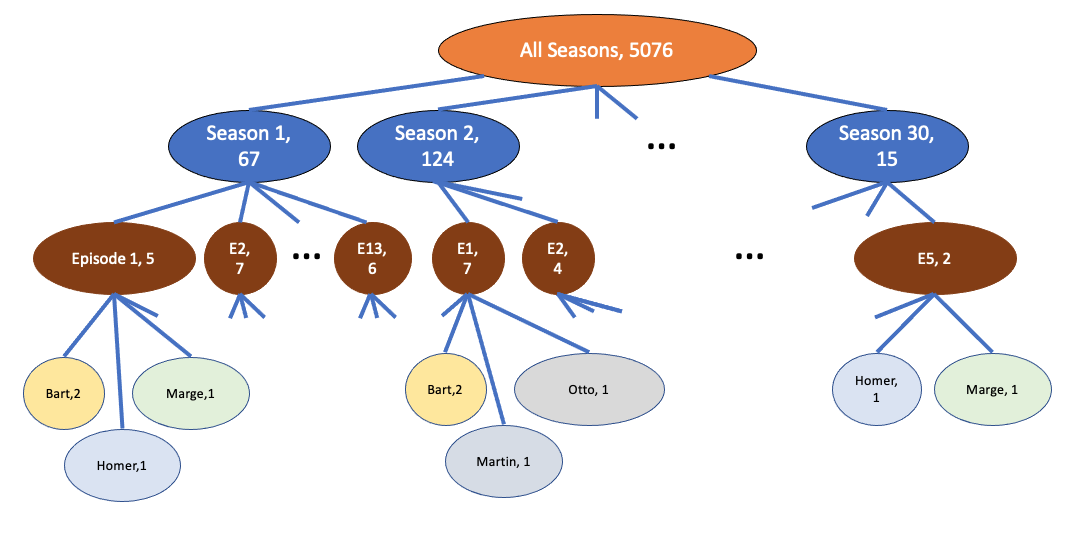 All Seasons, 5076
Season 1,
67
Season 2,
124
...
Season 30,
15
Episode 1, 5
E2,
7
...
E13,
6
E1,
7
E2,
4
...
E5, 2
Bart,2
Marge,1
Homer,1
Bart,2
Otto, 1
Martin, 1
Homer,
1
Marge, 1